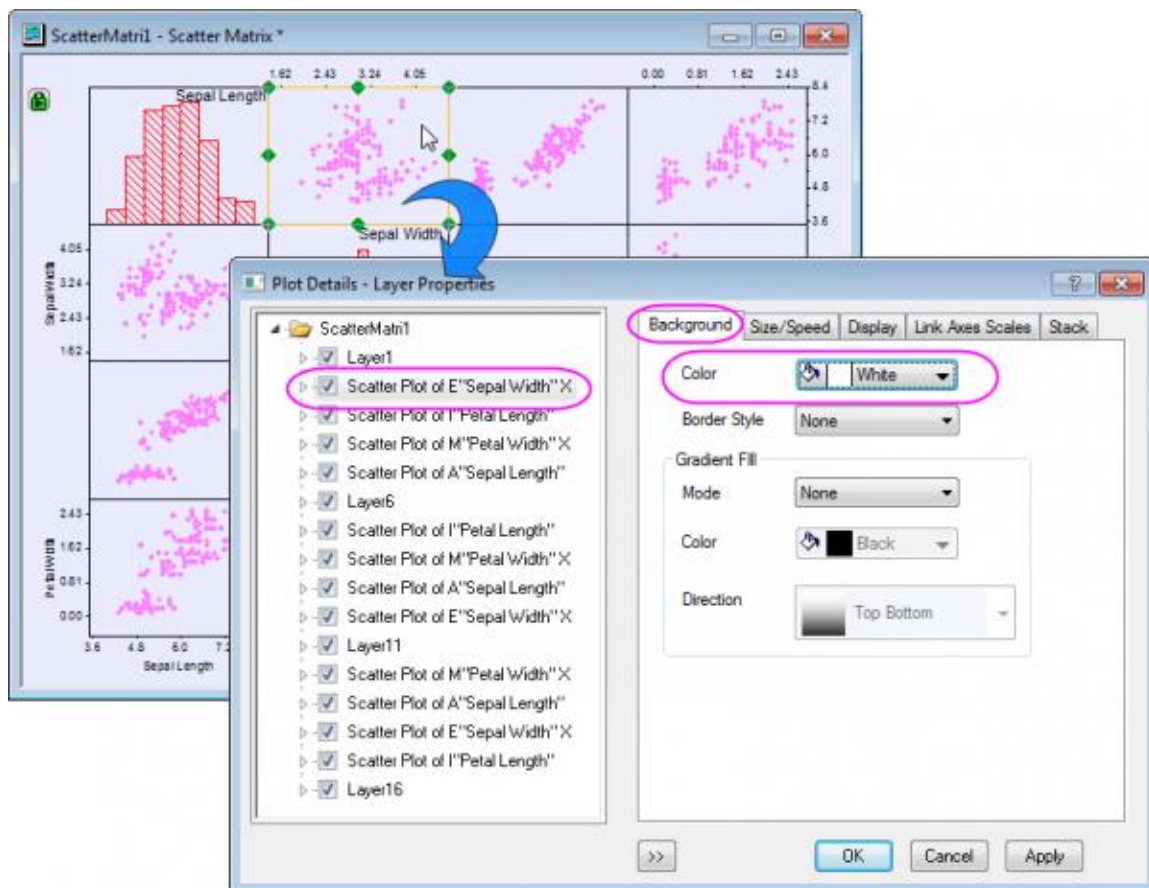 ScatterMatri1 - Scatter Matrix *
1.62 2.43 3.24 4.05 0.00 0.81 1.62 2.43
Sepal Length
8.4
7.2
6.0
4.8
3.6
Sepal Width
4.05
3.24
2.43
1.62
Sepal Width
2.43
1.62
0.81
0.00
Petal Width
3.6 4.8 6.0 7.2
Sepal Length
Plot Details - Layer Properties
ScatterMatri1
Layer1
Scatter Plot of E"Sepal Width" X
Scatter Plot of I"Petal Length"
Scatter Plot of M"Petal Width" X
Scatter Plot of A"Sepal Length"
Layer6
Scatter Plot of I"Petal Length"
Scatter Plot of M"Petal Width" X
Scatter Plot of A"Sepal Length"
Scatter Plot of E"Sepal Width" X
Layer11
Scatter Plot of M"Petal Width" X
Scatter Plot of A"Sepal Length"
Scatter Plot of E"Sepal Width" X
Scatter Plot of I"Petal Length"
Layer16
Background Size/Speed Display Link Axes Scales Stack
Color White
Border Style None
Gradient Fill
Mode None
Color Black
Direction Top Bottom
>> OK Cancel Apply